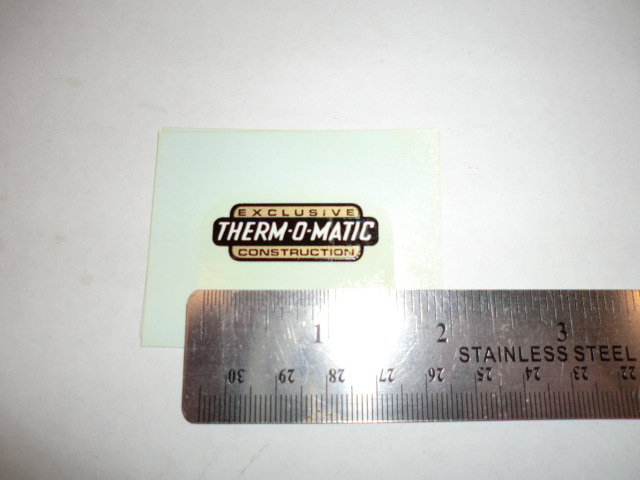 EXCLUSIVE
THERM-O-MATIC
CONSTRUCTION
1 2 3
STAINLESS STEEL
30 29 28 27 26 25 24 23 22